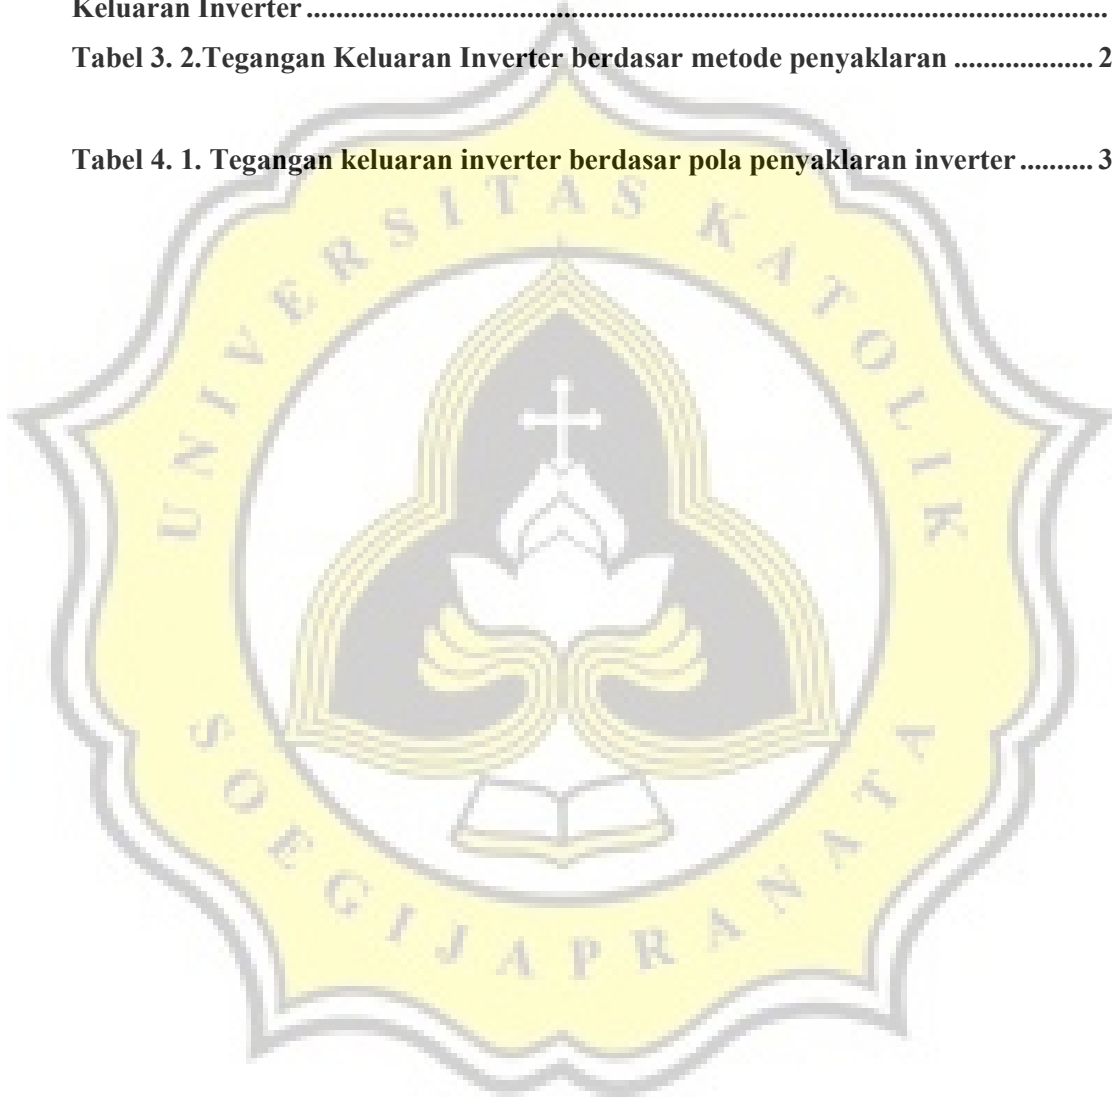 Keluaran Inverter ..............................................................................................................
Tabel 3. 2.Tegangan Keluaran Inverter berdasar metode penyaklaran ................... 2
Tabel 4. 1. Tegangan keluaran inverter berdasar pola penyaklaran inverter .......... 3
UNIVERSITAS KATOLIK
SOEGIJAPRANATA